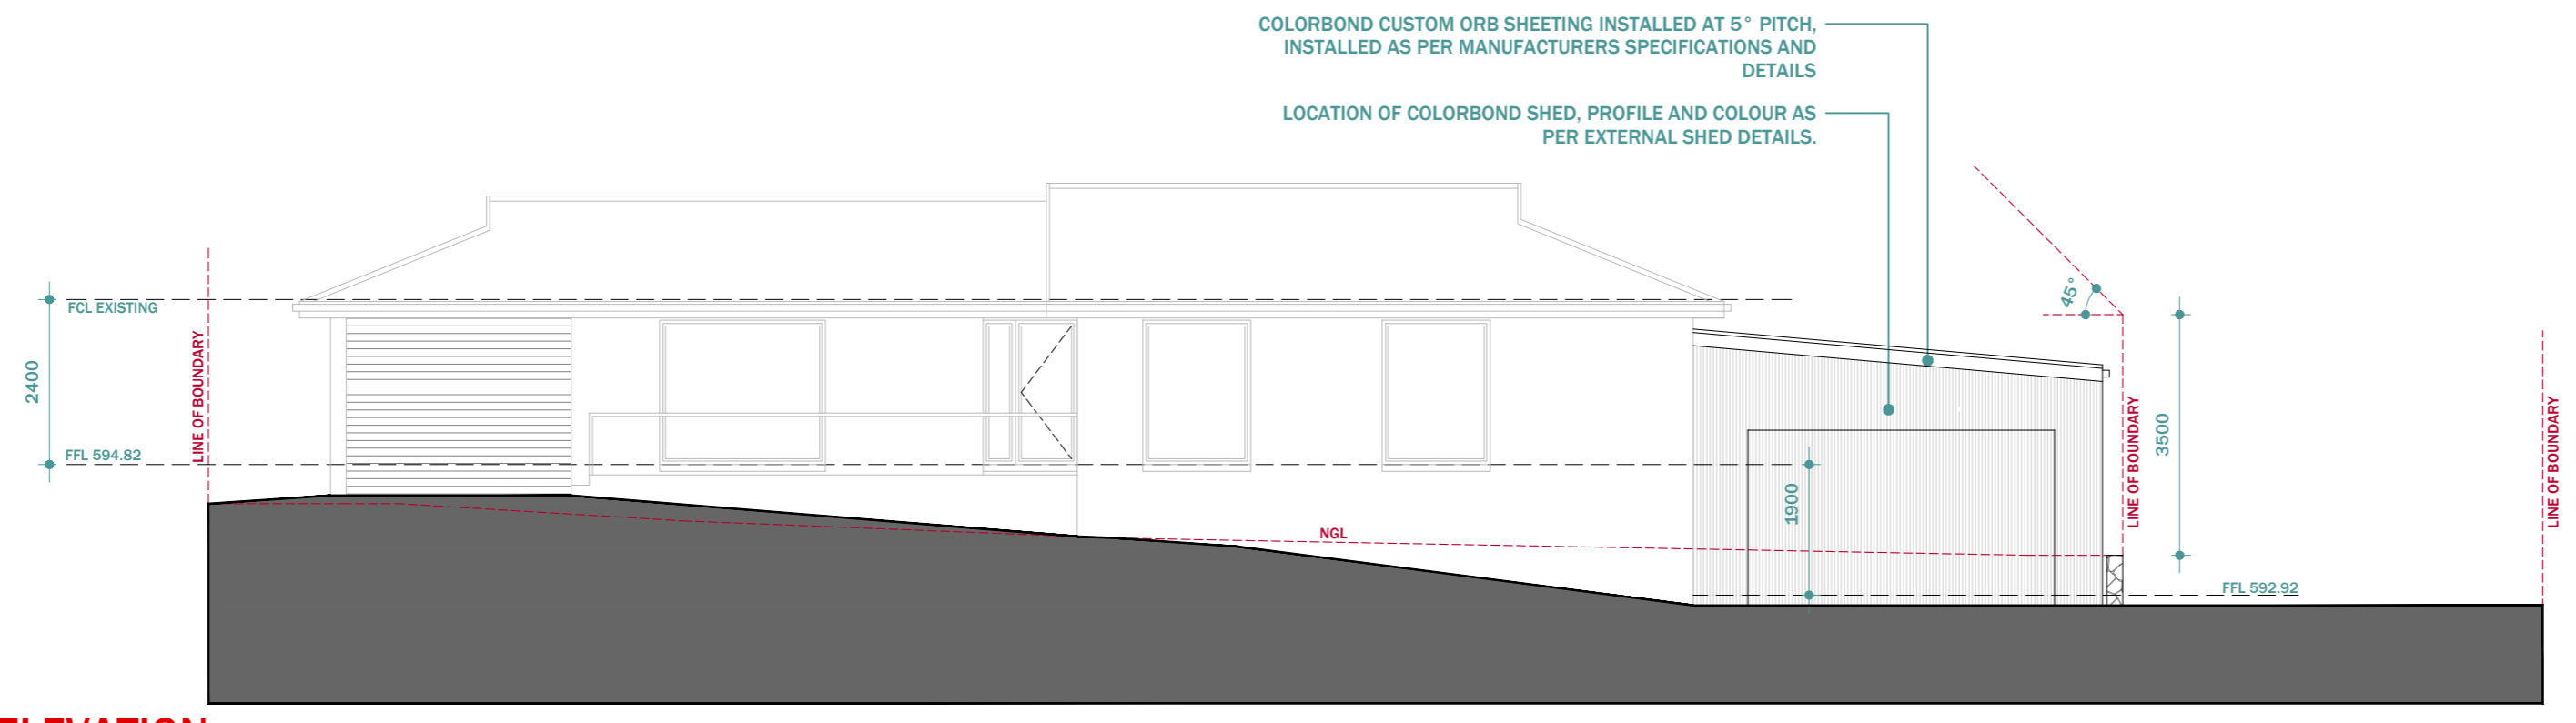 COLORBOND CUSTOM ORB SHEETING INSTALLED AT 5° PITCH,
INSTALLED AS PER MANUFACTURERS SPECIFICATIONS AND
DETAILS
LOCATION OF COLORBOND SHED, PROFILE AND COLOUR AS
PER EXTERNAL SHED DETAILS.
45°
FCL EXISTING
2400
LINE OF BOUNDARY
FFL 594.82
LINE OF BOUNDARY
3500
LINE OF BOUNDARY
1900
NGL
FFL 592.92
ELEVATION